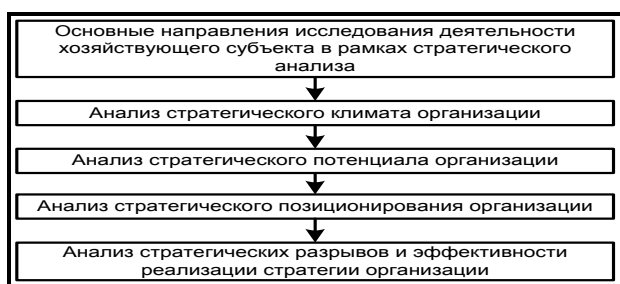 Основные направления исследования деятельности
хозяйствующего субъекта в рамках стратегического
анализа
Анализ стратегического климата организации
Анализ стратегического потенциала организации
Анализ стратегического позиционирования организации
Анализ стратегических разрывов и эффективности
реализации стратегии организации